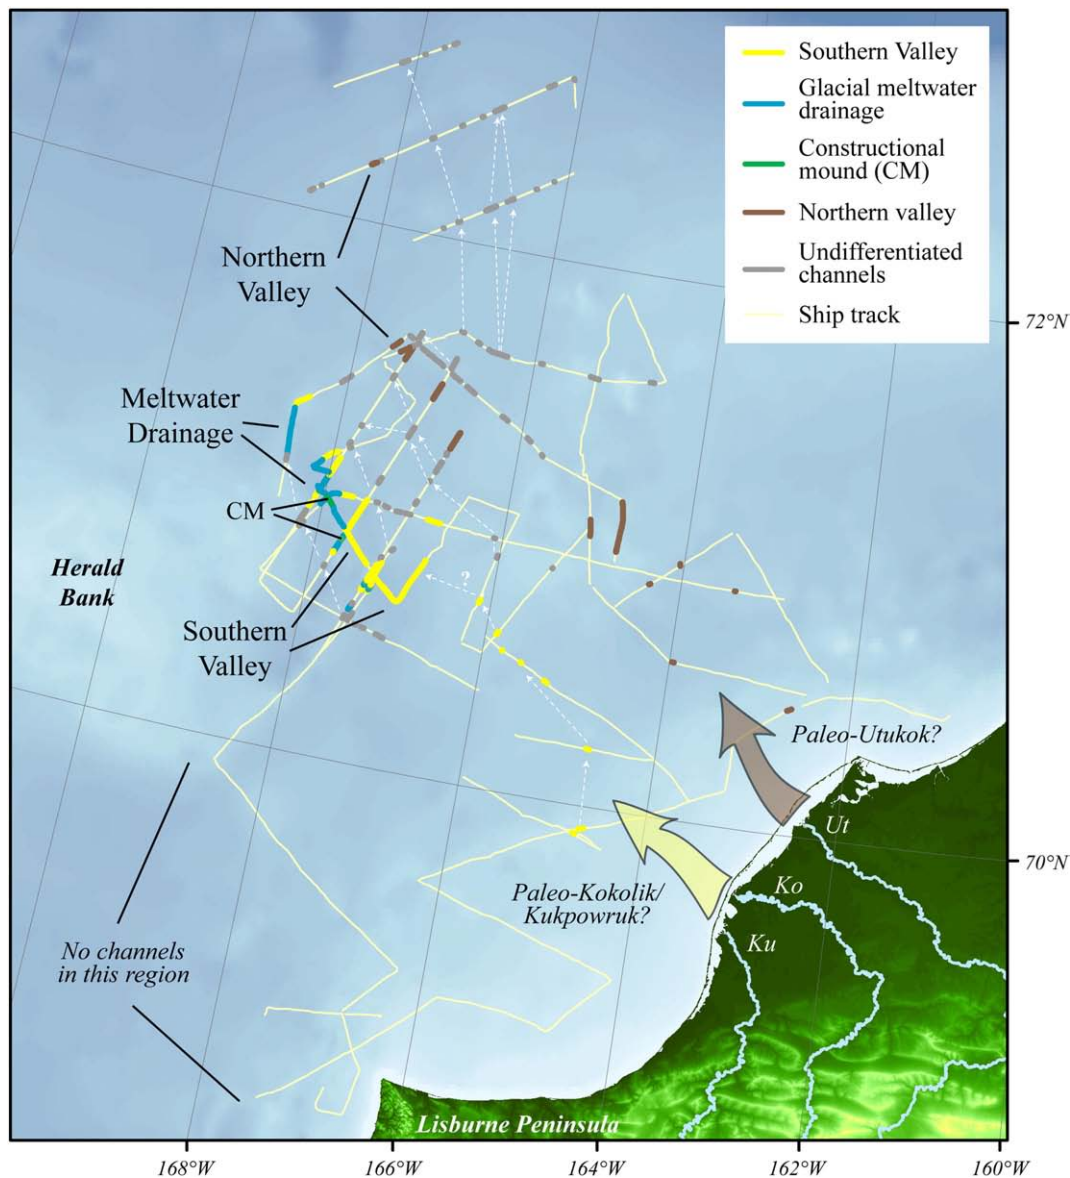 Southern Valley
Glacial meltwater
drainage
Constructional
mound (CM)
Northern valley
Undifferentiated
channels
Ship track
Northern
Valley
72°N
Meltwater
Drainage
CM
Herald
Bank
?
Southern
Valley
Paleo-Utukok?
Ut
70°N
Ko
Paleo-Kokolik/
Kukpowruk?
Ku
No channels
in this region
Lisburne Peninsula
168°W
166°W
164°W
162°W
160°W